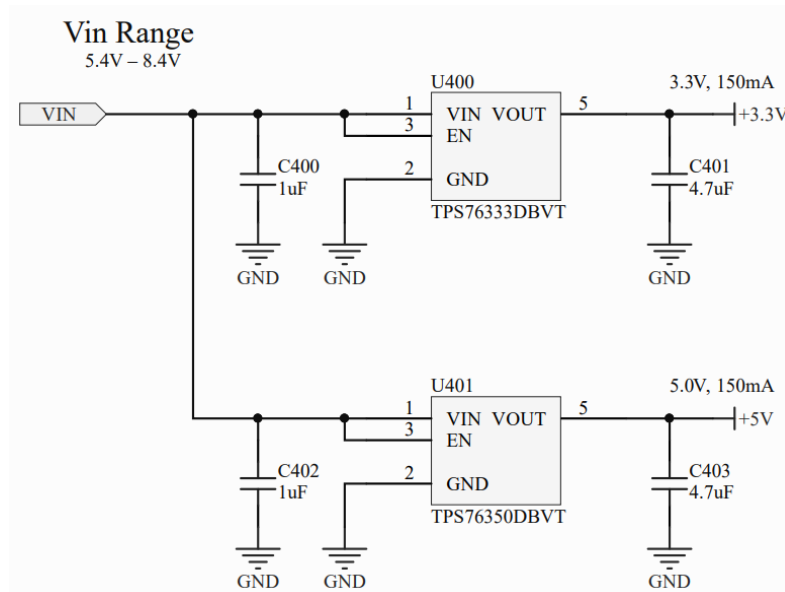 Vin Range
5.4V – 8.4V
VIN
U400
1 VIN VOUT 5
3 EN
2 GND
TPS76333DBVT
C400
1uF
GND
GND
3.3V, 150mA
+3.3V
C401
4.7uF
GND
U401
1 VIN VOUT 5
3 EN
2 GND
TPS76350DBVT
C402
1uF
GND
GND
5.0V, 150mA
+5V
C403
4.7uF
GND